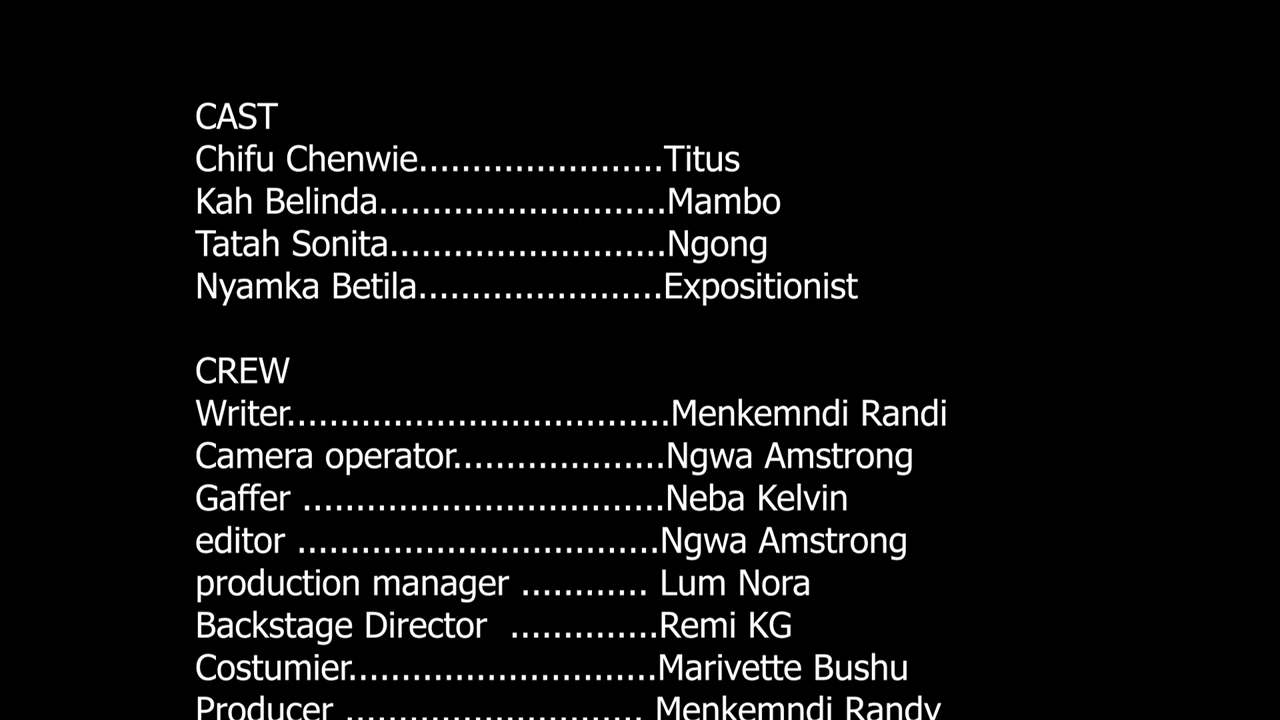 CAST
Chifu Chenwie.......................Titus
Kah Belinda...........................Mambo
Tatah Sonita..........................Ngong
Nyamka Betila.......................Expositionist
CREW
Writer....................................Menkemndi Randi
Camera operator....................Ngwa Amstrong
Gaffer ..................................Neba Kelvin
editor ..................................Ngwa Amstrong
production manager ............ Lum Nora
Backstage Director  ..............Remi KG
Costumier.............................Marivette Bushu
Producer ............................ Menkemndi Randy